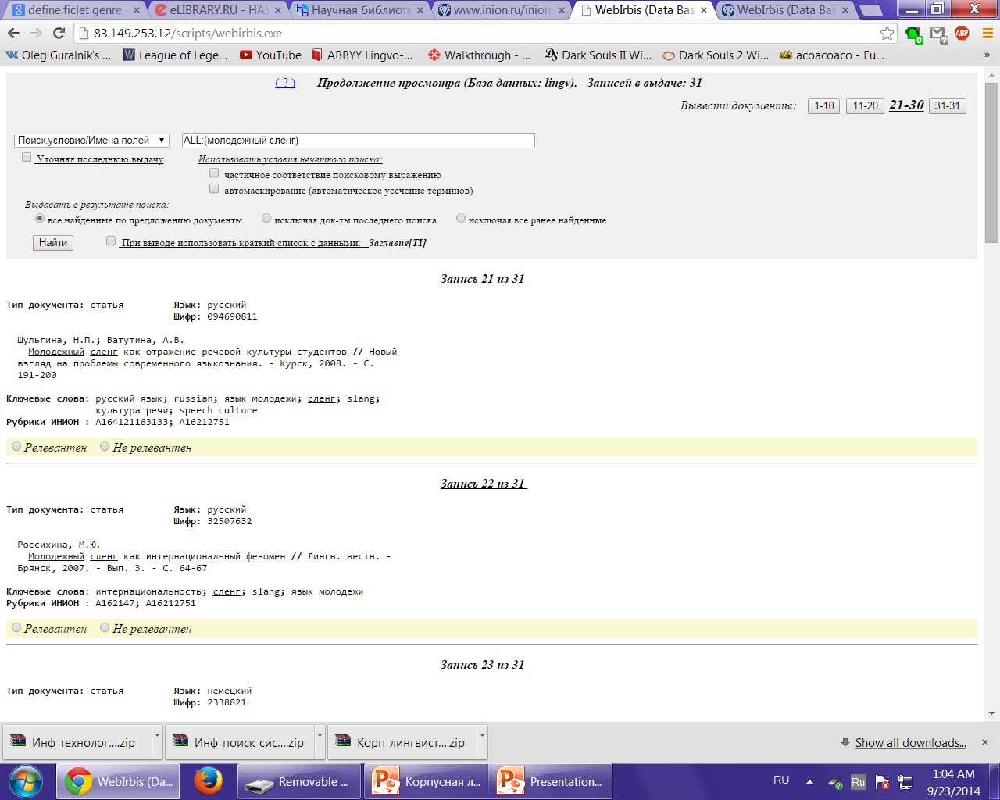 define:ficlet genre
eLIBRARY.RU - НАУ
Научная библиоте
www.inion.ru/inion
WebIrbis (Data Bas
WebIrbis (Data Bas
83.149.253.12/scripts/webirbis.exe
Oleg Guralnik's ...
League of Lege...
YouTube
ABBYY Lingvo-...
Walkthrough - ...
Dark Souls II Wi...
Dark Souls 2 Wi...
acoacoaco - Eu...
»
( ? ) Продолжение просмотра (База данных: lingv). Записей в выдаче: 31
Вывести документы: 1-10 11-20 21-30 31-31
Поиск.условие/Имена полей ALL:(молодежный сленг)
Уточняя последнюю выдачу Использовать условия нечеткого поиска:
частичное соответствие поисковому выражению
автомаскирование (автоматическое усечение терминов)
Выдавать в результате поиска:
все найденные по предложению документы исключая док-ты последнего поиска исключая все ранее найденные
Найти При выводе использовать краткий список с данными: Заглавие[TI]
Запись 21 из 31
Тип документа: статья Язык: русский
Шифр: 094690811
Шульгина, Н.П.; Ватутина, А.В.
Молодежный сленг как отражение речевой культуры студентов // Новый
взгляд на проблемы современного языкознания. - Курск, 2008. - С.
191-200
Ключевые слова: русский язык; russian; язык молодежи; сленг; slang;
культура речи; speech culture
Рубрики ИНИОН : A164121163133; A16212751
Релевантен Не релевантен
Запись 22 из 31
Тип документа: статья Язык: русский
Шифр: 32507632
Россихина, М.Ю.
Молодежный сленг как интернациональный феномен // Лингв. вестн. -
Брянск, 2007. - Вып. 3. - С. 64-67
Ключевые слова: интернациональность; сленг; slang; язык молодежи
Рубрики ИНИОН : A162147; A16212751
Релевантен Не релевантен
Запись 23 из 31
Тип документа: статья Язык: немецкий
Шифр: 2338821
Инф_технолог....zip
Инф_поиск_сис....zip
Корп_лингвист....zip
Show all downloads...
WebIrbis (Da...
Removable ...
Корпусная л...
Presentation...
RU
Ru
1:04 AM
9/23/2014